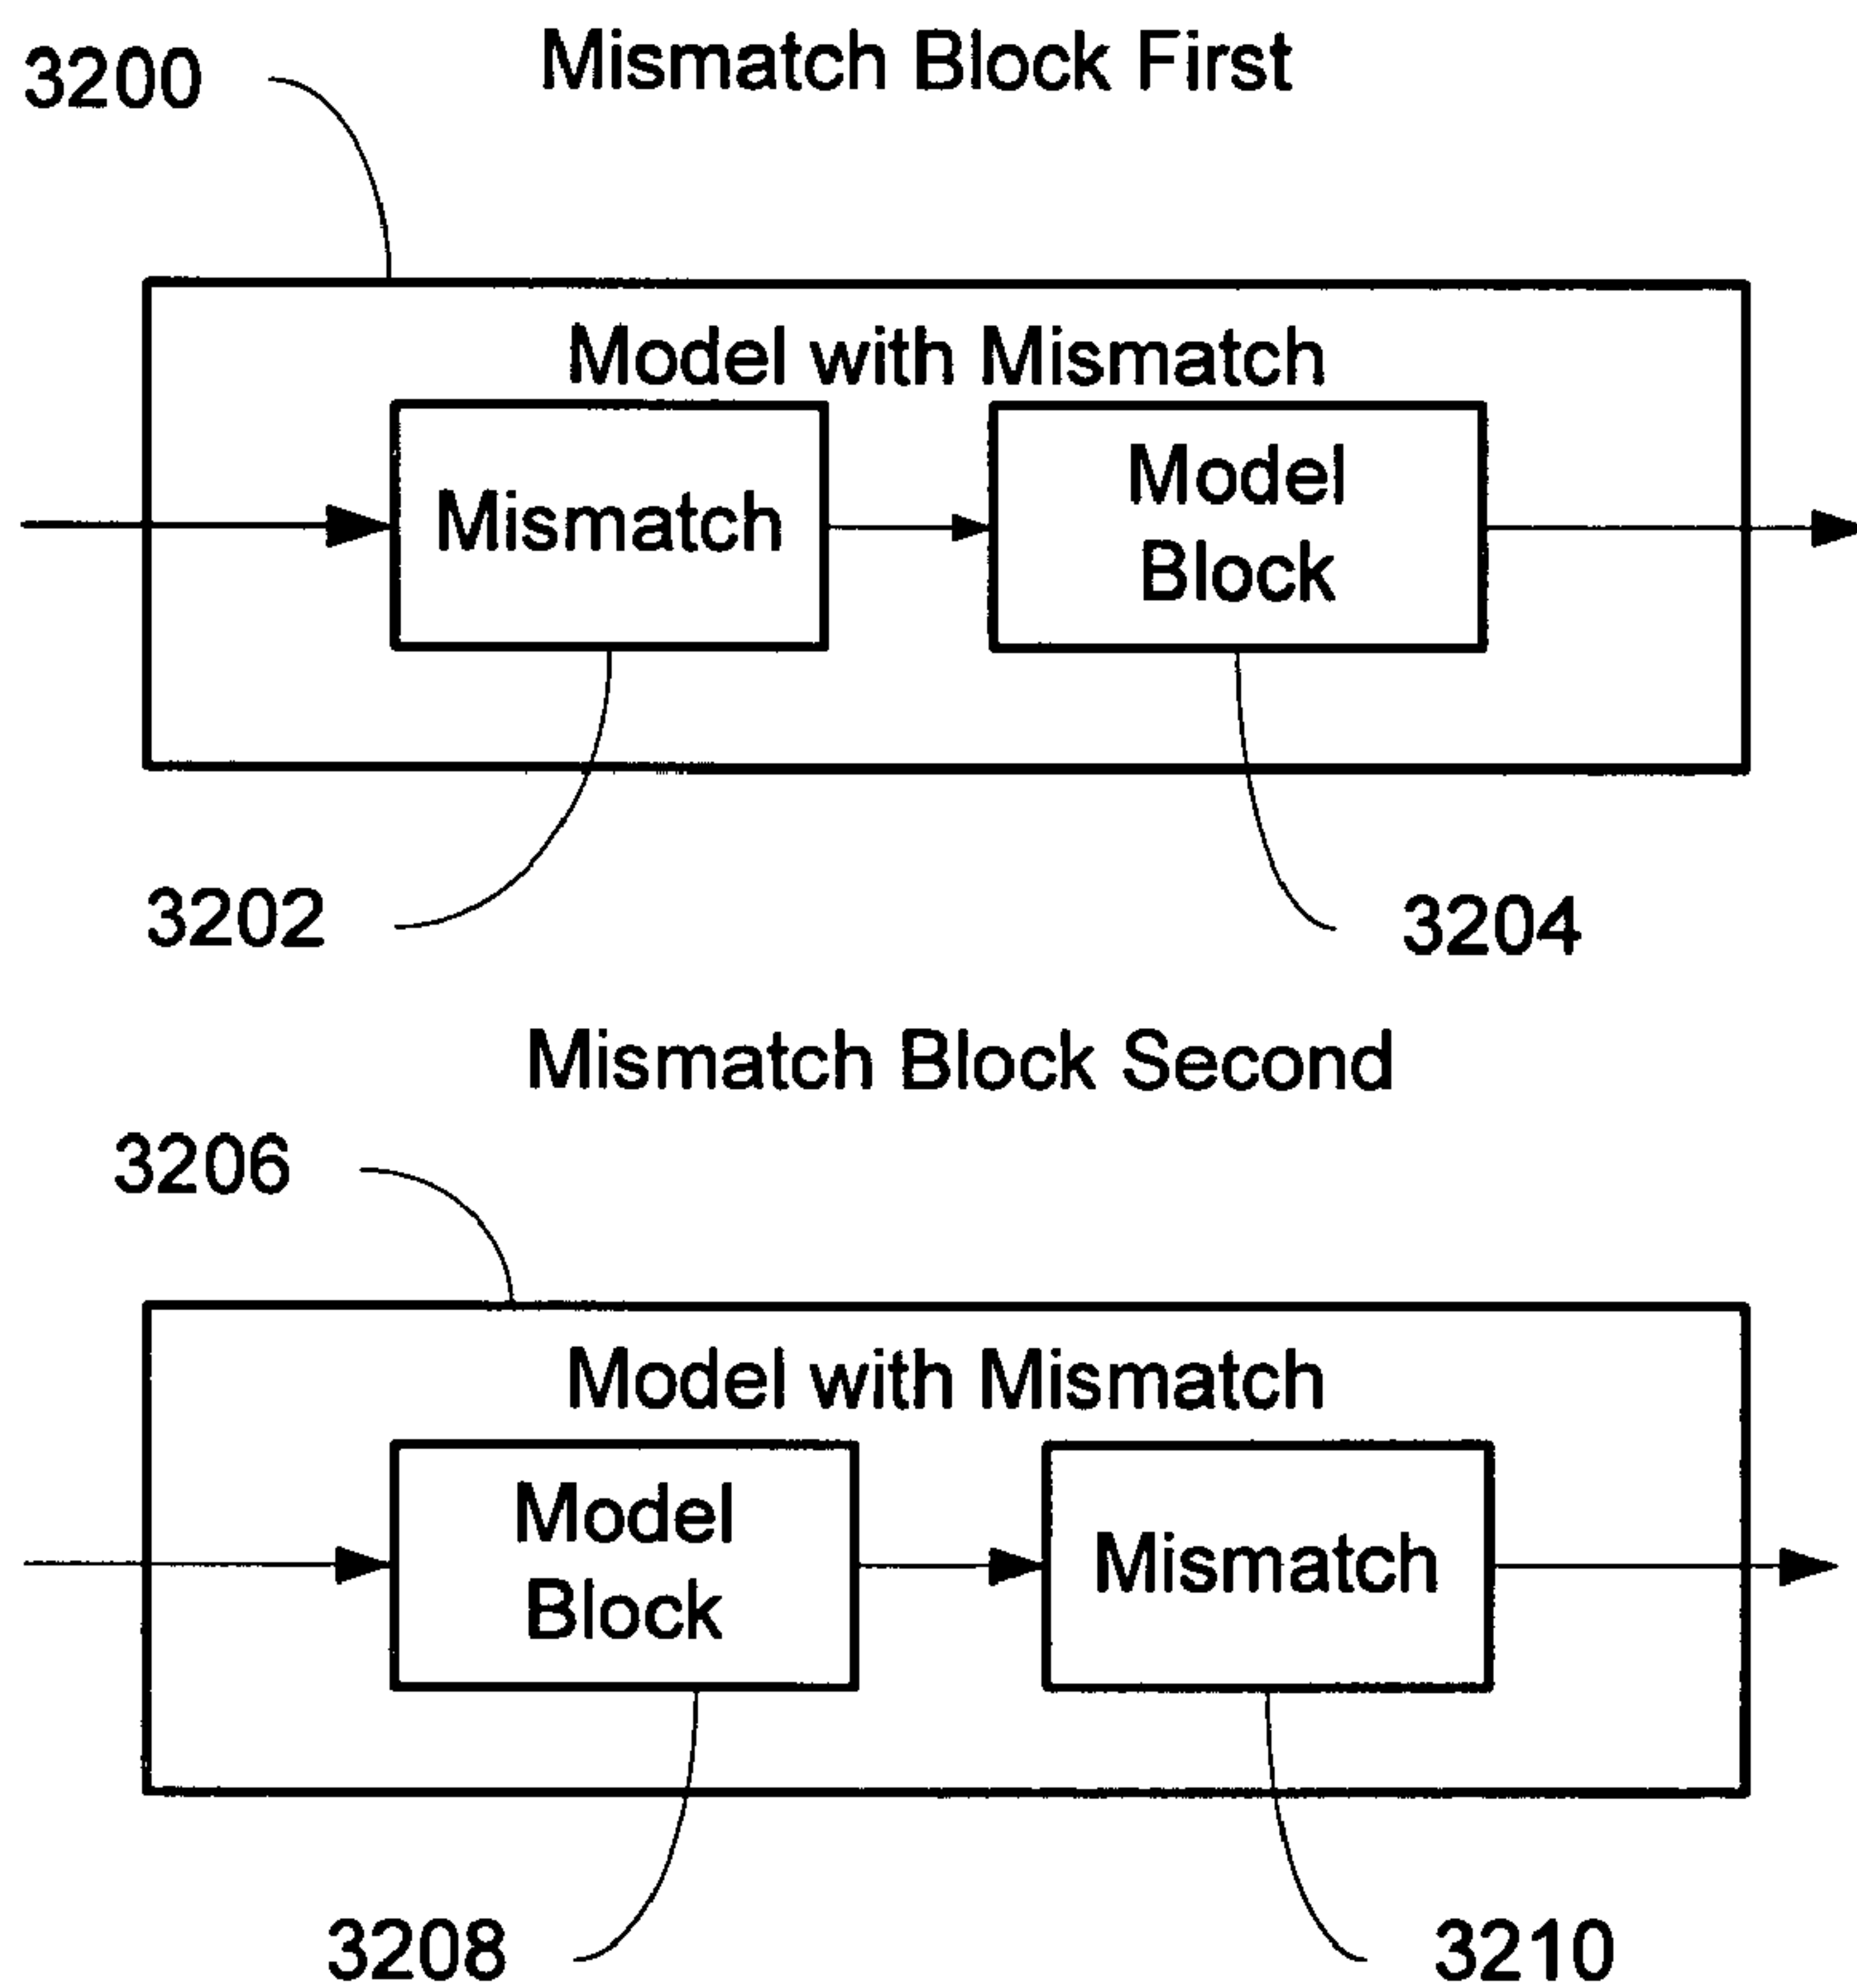 Mismatch Block First
3200
Model with Mismatch
Mismatch
Model
Block
3202
3204
Mismatch Block Second
3206
Model with Mismatch
Model
Block
Mismatch
3208
3210